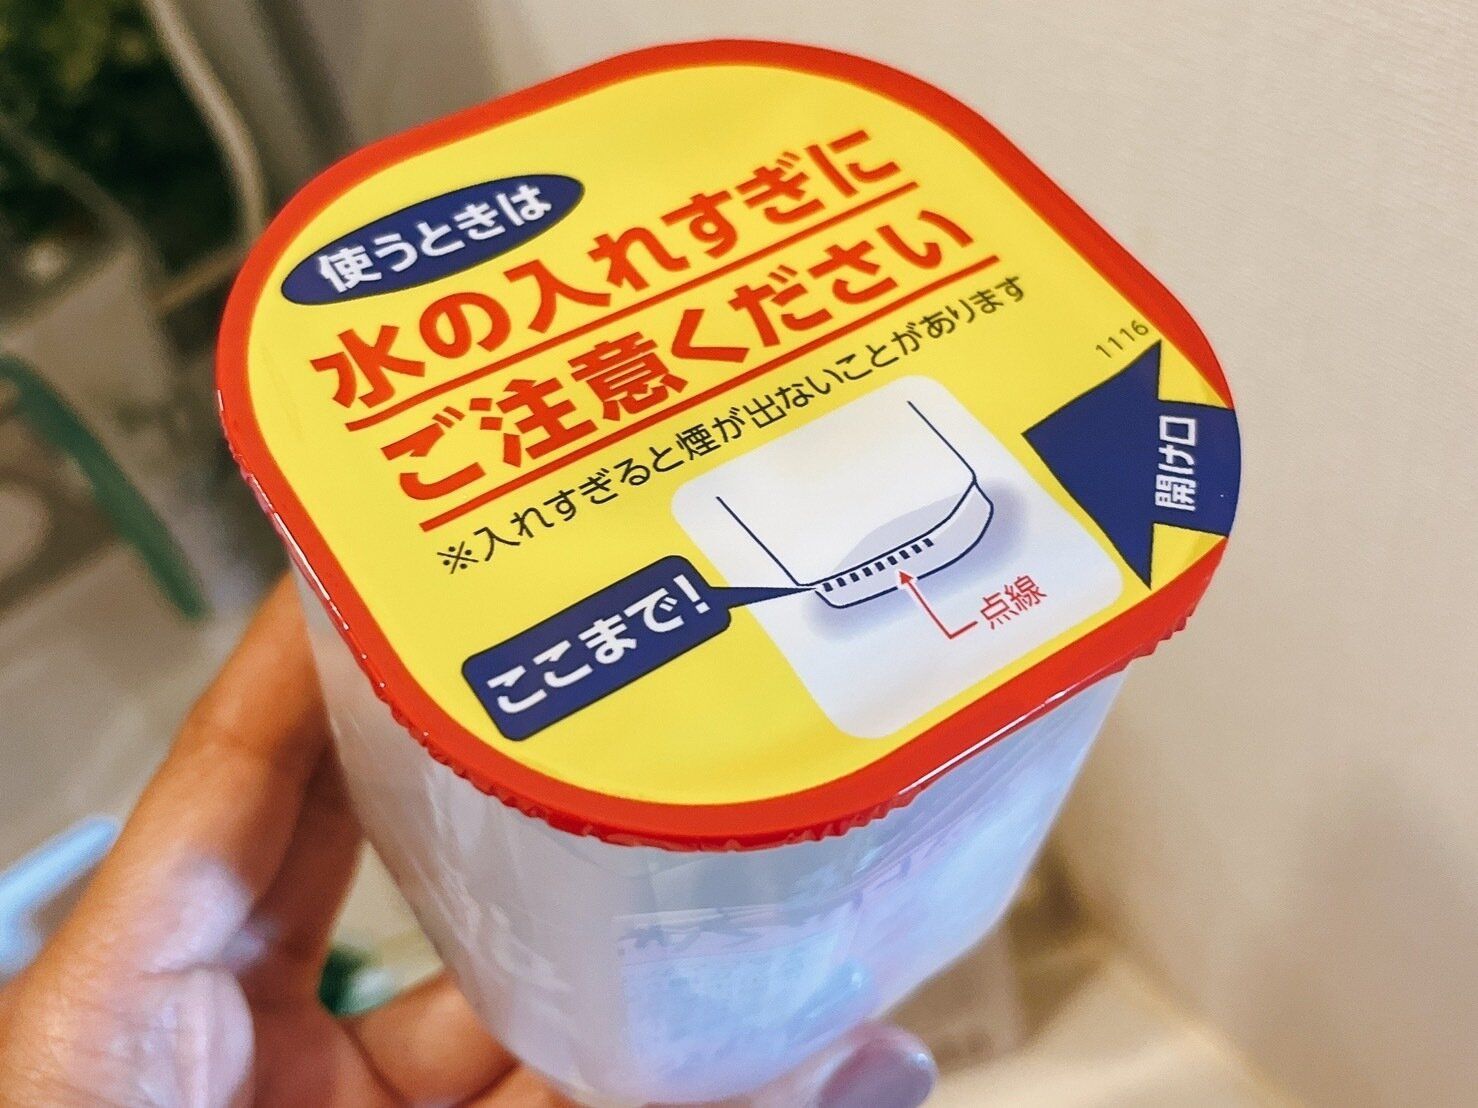 使うときは
水の入れすぎに
ご注意ください
※入れすぎると煙が出ないことがあります
1116
開け口
ここまで!
点線